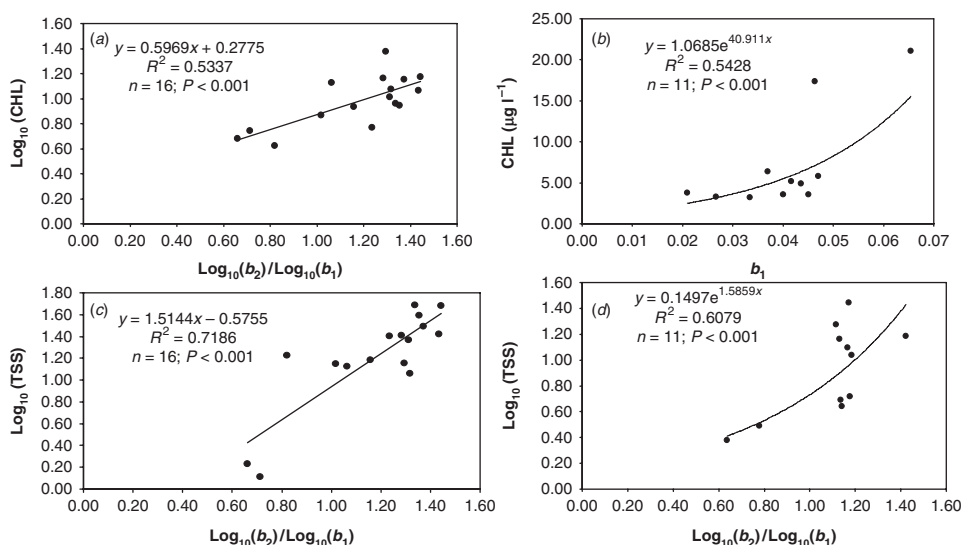 (a) y = 0.5969x + 0.2775
R² = 0.5337
n = 16; P < 0.001
Log₁₀ (CHL)
1.60
1.40
1.20
1.00
0.80
0.60
0.40
0.20
0.00
0.00 0.20 0.40 0.60 0.80 1.00 1.20 1.40 1.60
Log₁₀(b₂)/Log₁₀(b₁)
(b) y = 1.0685e⁴⁰·⁹¹¹ˣ
R² = 0.5428
n = 11; P < 0.001
CHL (µg l⁻¹)
25.00
20.00
15.00
10.00
5.00
0.00
0.00 0.01 0.02 0.03 0.04 0.05 0.06 0.07
b₁
(c) y = 1.5144x – 0.5755
R² = 0.7186
n = 16; P < 0.001
Log₁₀ (TSS)
1.80
1.60
1.40
1.20
1.00
0.80
0.60
0.40
0.20
0.00
0.00 0.20 0.40 0.60 0.80 1.00 1.20 1.40 1.60
Log₁₀(b₂)/Log₁₀(b₁)
(d) y = 0.1497e¹·⁵⁸⁵⁹ˣ
R² = 0.6079
n = 11; P < 0.001
Log₁₀ (TSS)
1.60
1.40
1.20
1.00
0.80
0.60
0.40
0.20
0.00
0.00 0.20 0.40 0.60 0.80 1.00 1.20 1.40 1.60
Log₁₀(b₂)/Log₁₀(b₁)